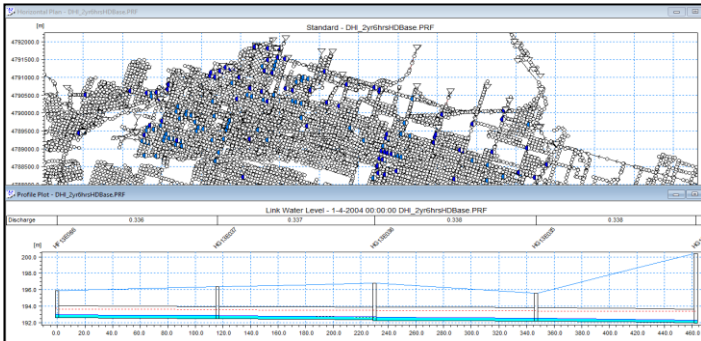 Horizontal Plan - DHI_2yr6hrsHDBase.PRF
[m]
Standard - DHI_2yr6hrsHDBase.PRF
4792000.0
4791500.0
4791000.0
4790500.0
4790000.0
4789500.0
4789000.0
4788500.0
Profile Plot - DHI_2yr6hrsHDBase.PRF
Link Water Level - 1-4-2004 00:00:00 DHI_2yr6hrsHDBase.PRF
Discharge 0.336 0.337 0.338 0.338
HG13B037 HG13B036 HG13B035
[m]
200.0
198.0
196.0
194.0
192.0
0.0 20.0 40.0 60.0 80.0 100.0 120.0 140.0 160.0 180.0 200.0 220.0 240.0 260.0 280.0 300.0 320.0 340.0 360.0 380.0 400.0 420.0 440.0 460.0